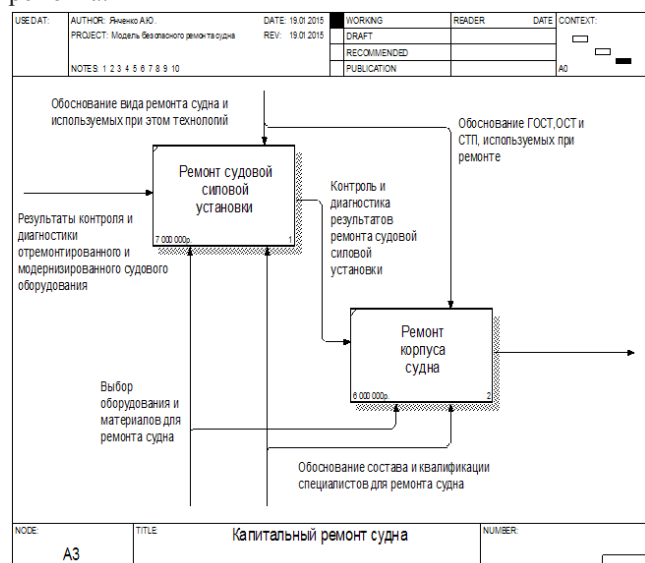 USED AT:
AUTHOR: Янченко А.Ю.
DATE: 19.01.2015
WORKING
READER
DATE
CONTEXT:
PROJECT: Модель безопасного ремонта судна
REV: 19.01.2015
DRAFT
RECOMMENDED
NOTES: 1 2 3 4 5 6 7 8 9 10
PUBLICATION
A0
Обоснование вида ремонта судна и
используемых при этом технологий
Обоснование ГОСТ,ОСТ и
СТП, используемых при
ремонте
Ремонт судовой
силовой
установки
7 000 000р.
1
Результаты контроля и
диагностики
отремонтированного и
модернизированного судового
оборудования
Контроль и
диагностика
результатов
ремонта судовой
силовой
установки
Ремонт
корпуса
судна
6 000 000р.
2
Выбор
оборудования и
материалов для
ремонта судна
Обоснование состава и квалификации
специалистов для ремонта судна
NODE:
TITLE:
NUMBER:
Капитальный ремонт судна
A3